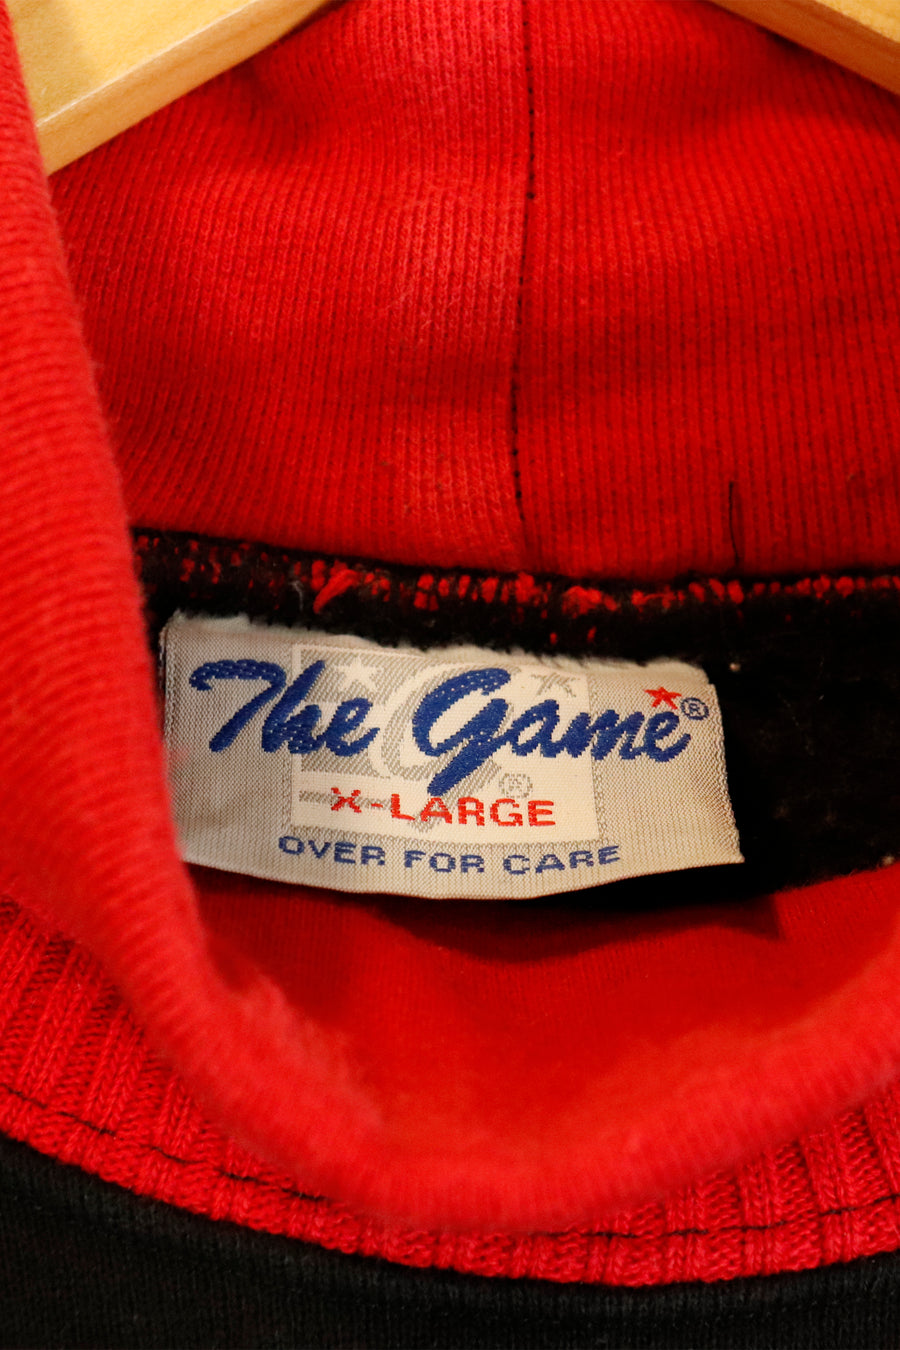 The Game®
X-LARGE
OVER FOR CARE